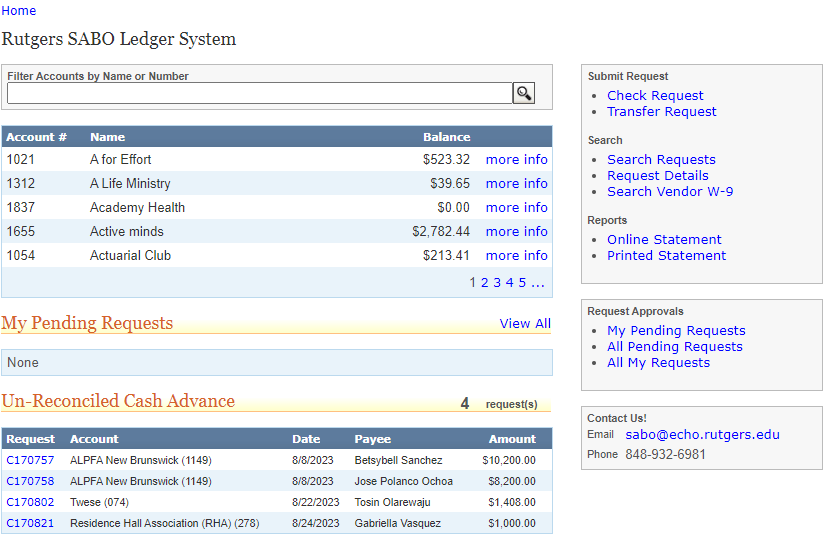 Home
Rutgers SABO Ledger System
Filter Accounts by Name or Number
Account # Name Balance
1021 A for Effort $523.32 more info
1312 A Life Ministry $39.65 more info
1837 Academy Health $0.00 more info
1655 Active minds $2,782.44 more info
1054 Actuarial Club $213.41 more info
1 2 3 4 5 ...
My Pending Requests View All
None
Un-Reconciled Cash Advance 4 request(s)
Request Account Date Payee Amount
C170757 ALPFA New Brunswick (1149) 8/8/2023 Betsybell Sanchez $10,200.00
C170758 ALPFA New Brunswick (1149) 8/8/2023 Jose Polanco Ochoa $8,200.00
C170802 Twese (074) 8/22/2023 Tosin Olarewaju $1,408.00
C170821 Residence Hall Association (RHA) (278) 8/24/2023 Gabriella Vasquez $1,000.00
Submit Request
• Check Request
• Transfer Request
Search
• Search Requests
• Request Details
• Search Vendor W-9
Reports
• Online Statement
• Printed Statement
Request Approvals
• My Pending Requests
• All Pending Requests
• All My Requests
Contact Us!
Email sabo@echo.rutgers.edu
Phone 848-932-6981